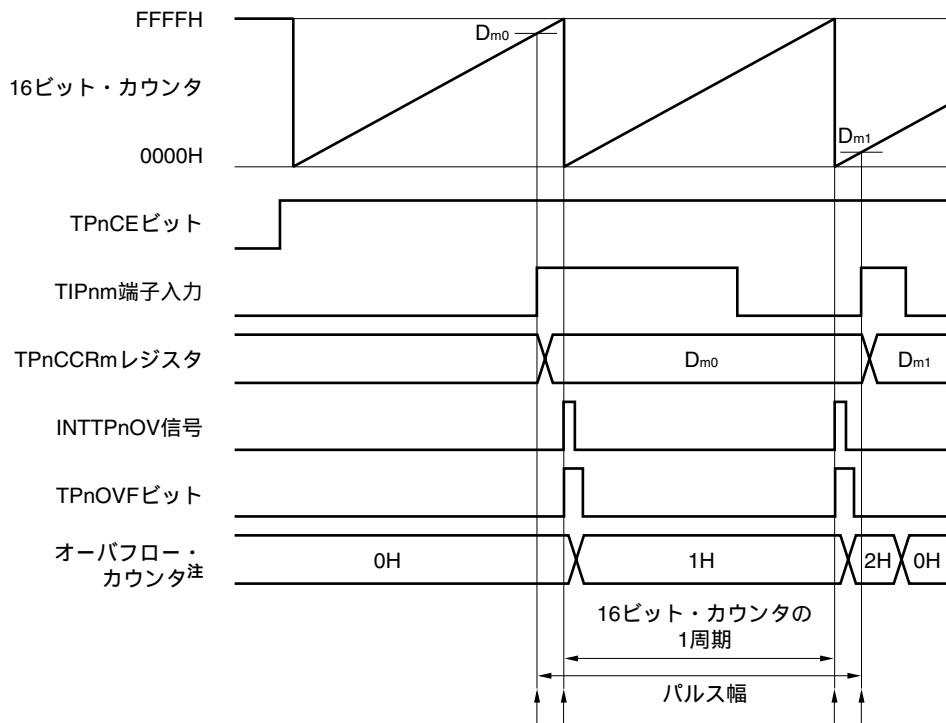 FFFFH
Dm0
16ビット・カウンタ
0000H
Dm1
TPnCEビット
TIPnm端子入力
TPnCCRmレジスタ
Dm0
Dm1
INTTPnOV信号
TPnOVFビット
オーバフロー・
カウンタ注
0H
1H
2H
0H
16ビット・カウンタの
1周期
パルス幅